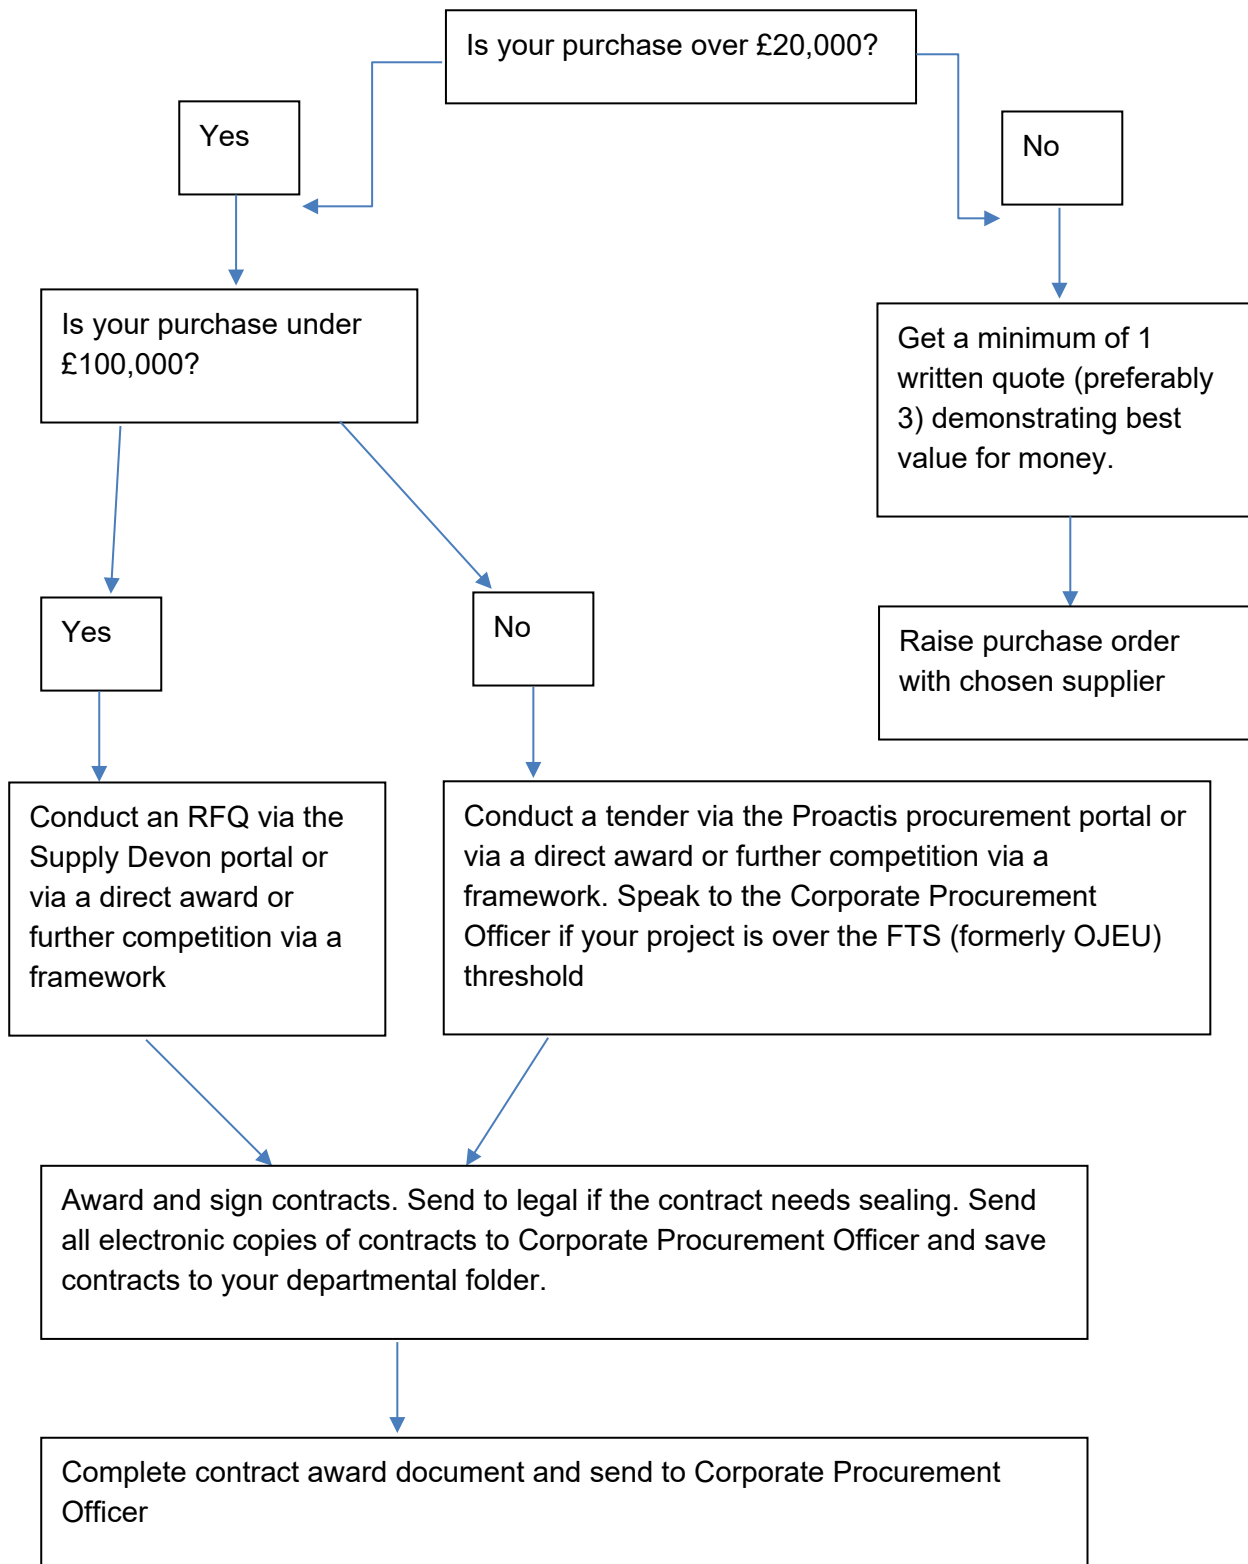 Is your purchase over £20,000?
Yes
No
Is your purchase under
£100,000?
Get a minimum of 1
written quote (preferably
3) demonstrating best
value for money.
Yes
No
Raise purchase order
with chosen supplier
Conduct an RFQ via the
Supply Devon portal or
via a direct award or
further competition via a
framework
Conduct a tender via the Proactis procurement portal or
via a direct award or further competition via a
framework. Speak to the Corporate Procurement
Officer if your project is over the FTS (formerly OJEU)
threshold
Award and sign contracts. Send to legal if the contract needs sealing. Send
all electronic copies of contracts to Corporate Procurement Officer and save
contracts to your departmental folder.
Complete contract award document and send to Corporate Procurement
Officer